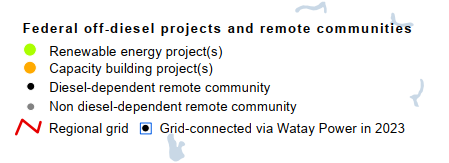 Federal off-diesel projects and remote communities
Renewable energy project(s)
Capacity building project(s)
Diesel-dependent remote community
Non diesel-dependent remote community
Regional grid Grid-connected via Watay Power in 2023